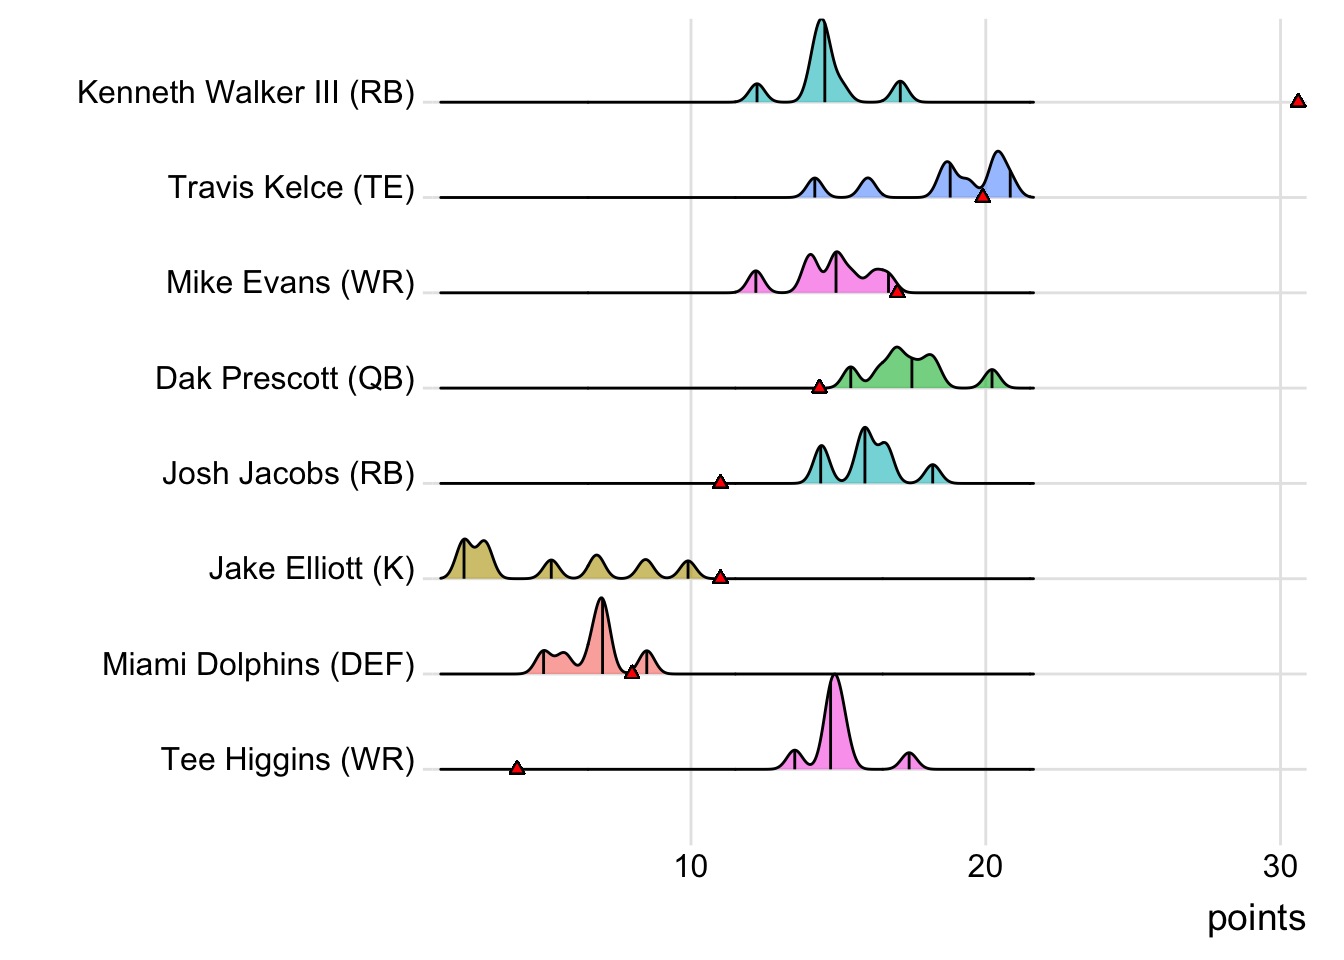 Kenneth Walker III (RB)
Travis Kelce (TE)
Mike Evans (WR)
Dak Prescott (QB)
Josh Jacobs (RB)
Jake Elliott (K)
Miami Dolphins (DEF)
Tee Higgins (WR)
10 20 30
points